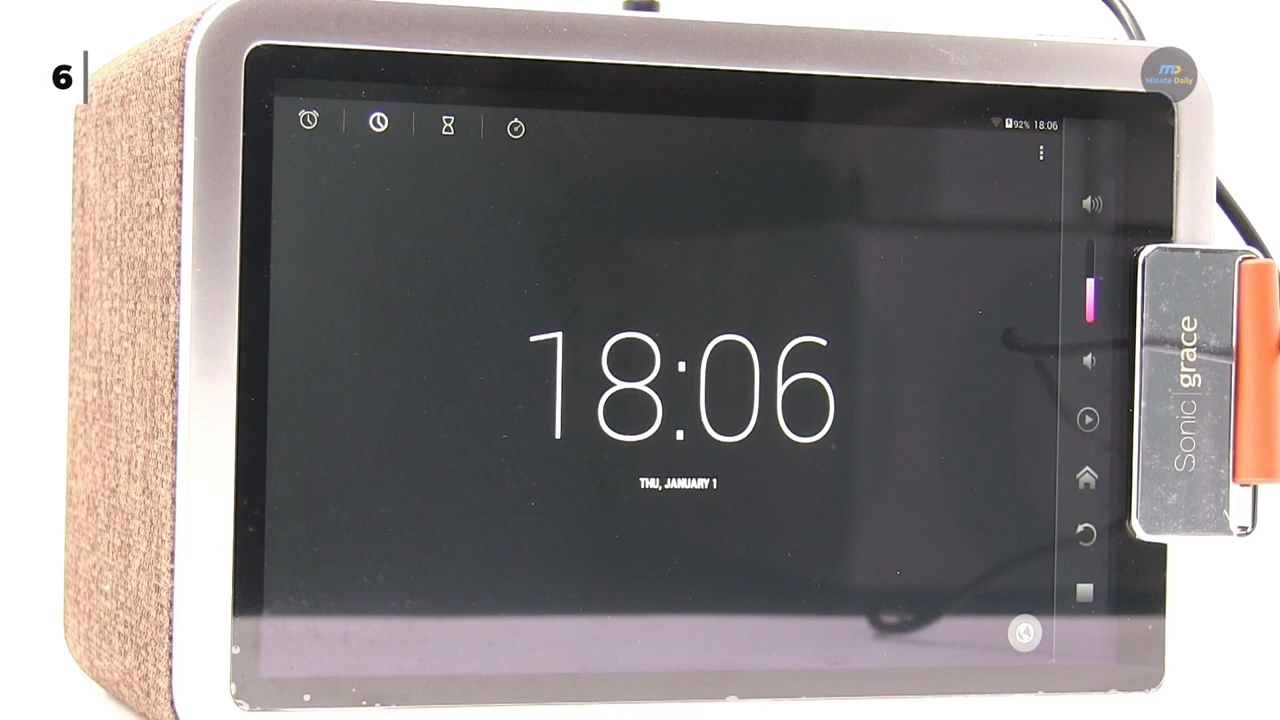 6
Minute Daily
92% 18:06
18:06
THU, JANUARY 1
Sonic|grace